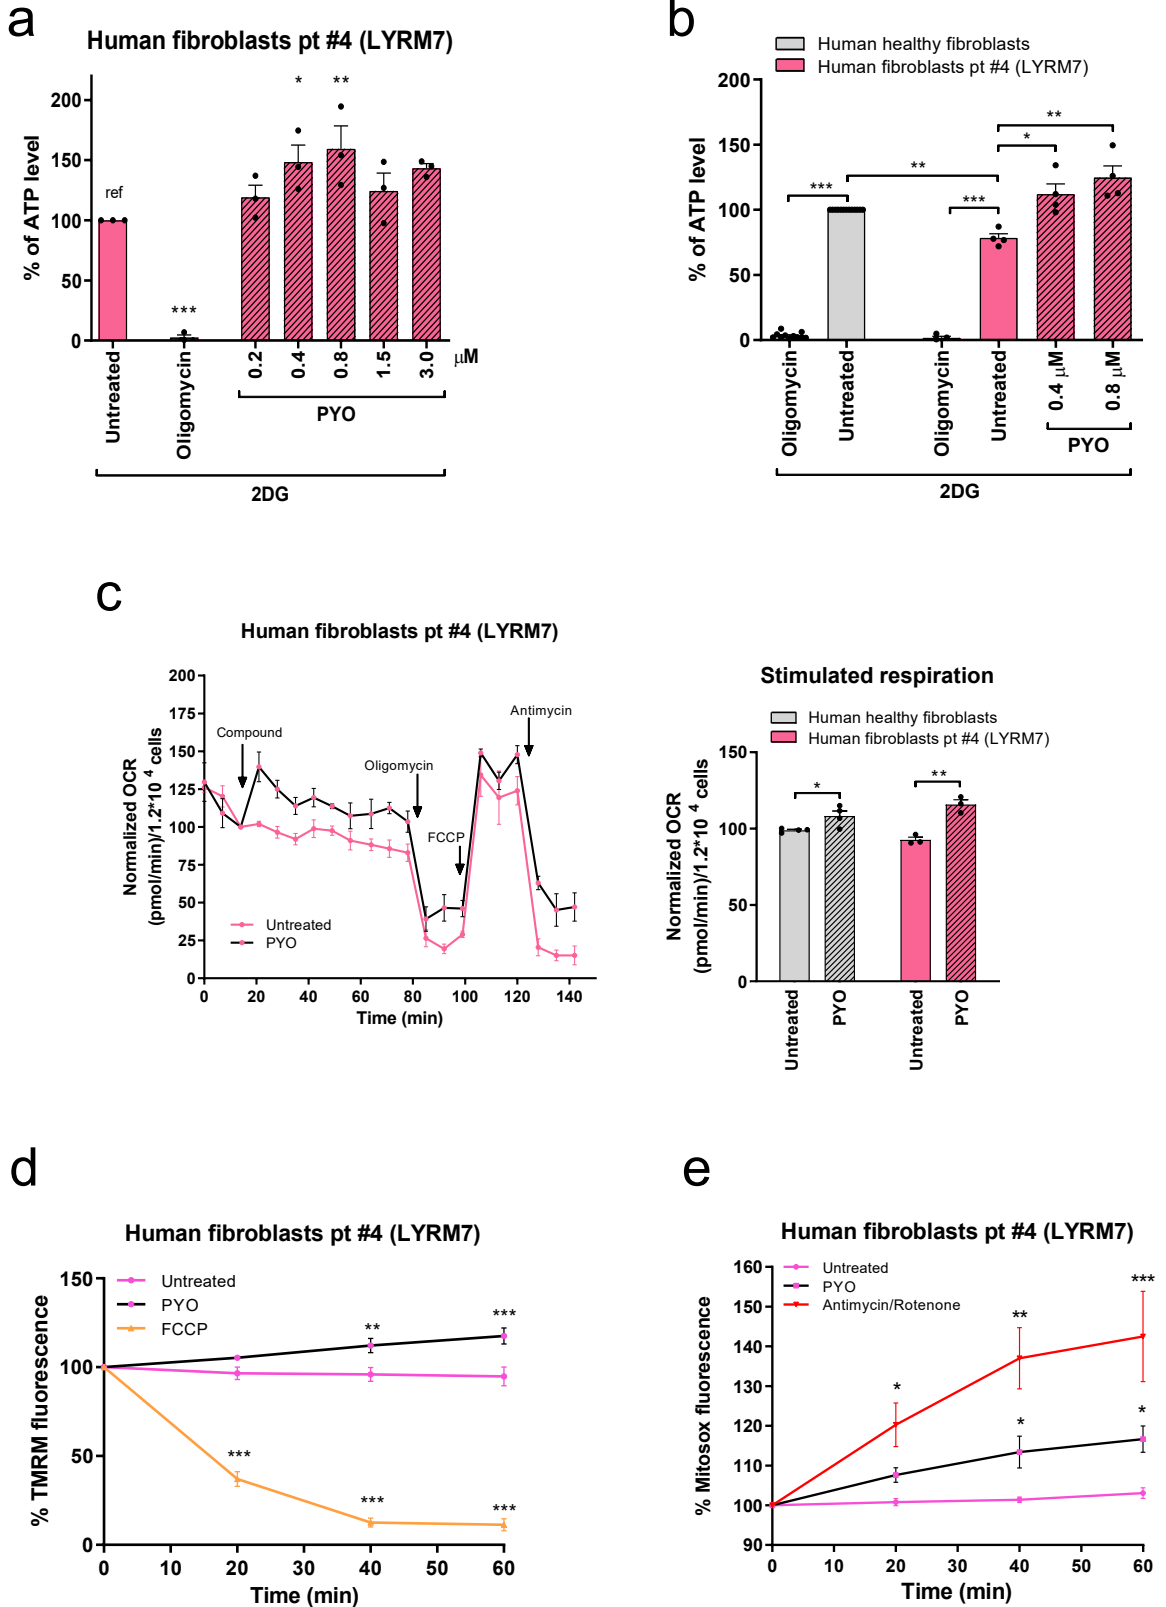 a
Human fibroblasts pt #4 (LYRM7)
% of ATP level
200
150
100
50
0
ref
***
*
**
Untreated
Oligomycin
0.2
0.4
0.8
1.5
3.0
μM
PYO
2DG
b
Human healthy fibroblasts
Human fibroblasts pt #4 (LYRM7)
% of ATP level
200
150
100
50
0
***
**
***
*
**
Oligomycin
Untreated
Oligomycin
Untreated
0.4 μM
0.8 μM
PYO
2DG
c
Human fibroblasts pt #4 (LYRM7)
Normalized OCR
(pmol/min)/1.2*10 4 cells
200
175
150
125
100
75
50
25
0
Compound
Oligomycin
FCCP
Antimycin
Untreated
PYO
0 20 40 60 80 100 120 140
Time (min)
Stimulated respiration
Human healthy fibroblasts
Human fibroblasts pt #4 (LYRM7)
Normalized OCR
(pmol/min)/1.2*10 4 cells
150
100
50
0
*
**
Untreated
PYO
Untreated
PYO
d
Human fibroblasts pt #4 (LYRM7)
% TMRM fluorescence
150
100
50
0
Untreated
PYO
FCCP
**
***
***
***
***
0 10 20 30 40 50 60
Time (min)
e
Human fibroblasts pt #4 (LYRM7)
% Mitosox fluorescence
160
150
140
130
120
110
100
90
Untreated
PYO
Antimycin/Rotenone
*
**
***
*
*
0 10 20 30 40 50 60
Time (min)